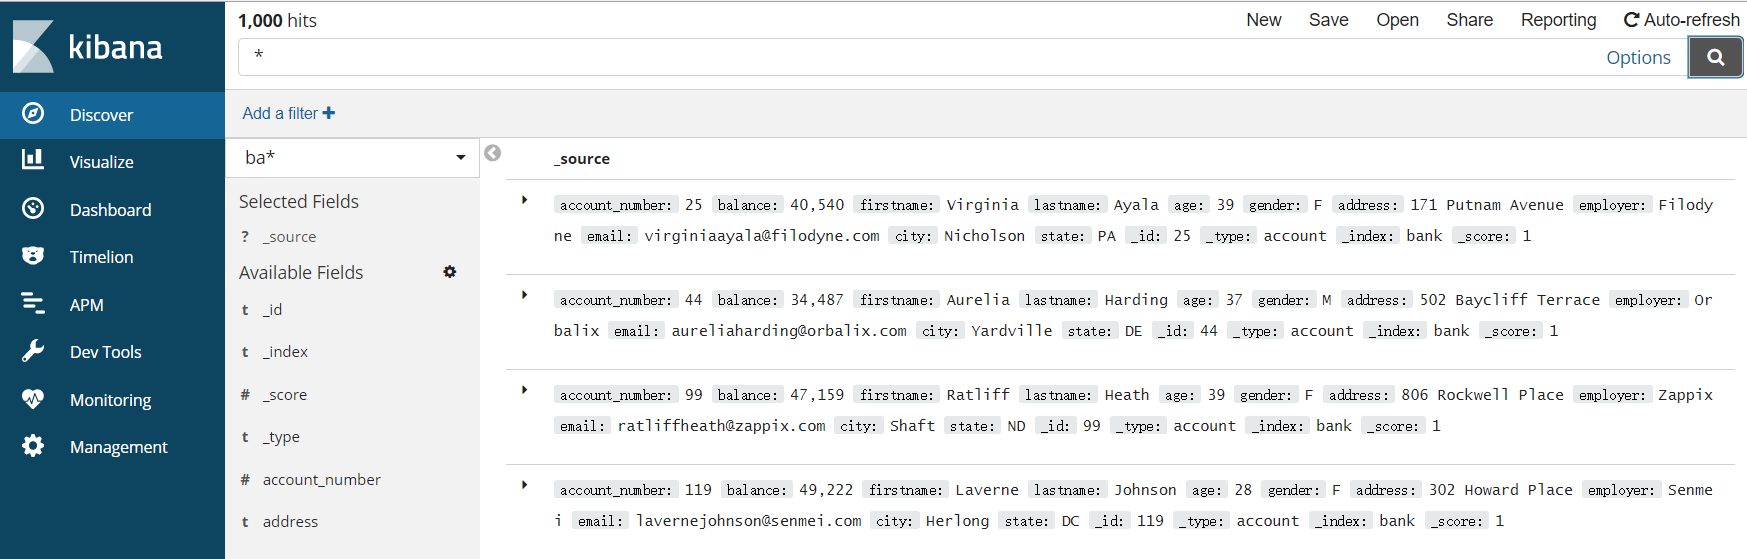 kibana
Discover
Visualize
Dashboard
Timelion
APM
Dev Tools
Monitoring
Management
1,000 hits
New Save Open Share Reporting Auto-refresh
*
Options
Add a filter +
ba*
Selected Fields
? _source
Available Fields
t _id
t _index
# _score
t _type
# account_number
t address
_source
account_number: 25 balance: 40,540 firstname: Virginia lastname: Ayala age: 39 gender: F address: 171 Putnam Avenue employer: Filody
ne email: virginiaayala@filodyne.com city: Nicholson state: PA _id: 25 _type: account _index: bank _score: 1
account_number: 44 balance: 34,487 firstname: Aurelia lastname: Harding age: 37 gender: M address: 502 Baycliff Terrace employer: Or
balix email: aureliaharding@orbalix.com city: Yardville state: DE _id: 44 _type: account _index: bank _score: 1
account_number: 99 balance: 47,159 firstname: Ratliff lastname: Heath age: 39 gender: F address: 806 Rockwell Place employer: Zappix
email: ratliffheath@zappix.com city: Shaft state: ND _id: 99 _type: account _index: bank _score: 1
account_number: 119 balance: 49,222 firstname: Laverne lastname: Johnson age: 28 gender: F address: 302 Howard Place employer: Senme
i email: lavernejohnson@senmei.com city: Herlong state: DC _id: 119 _type: account _index: bank _score: 1